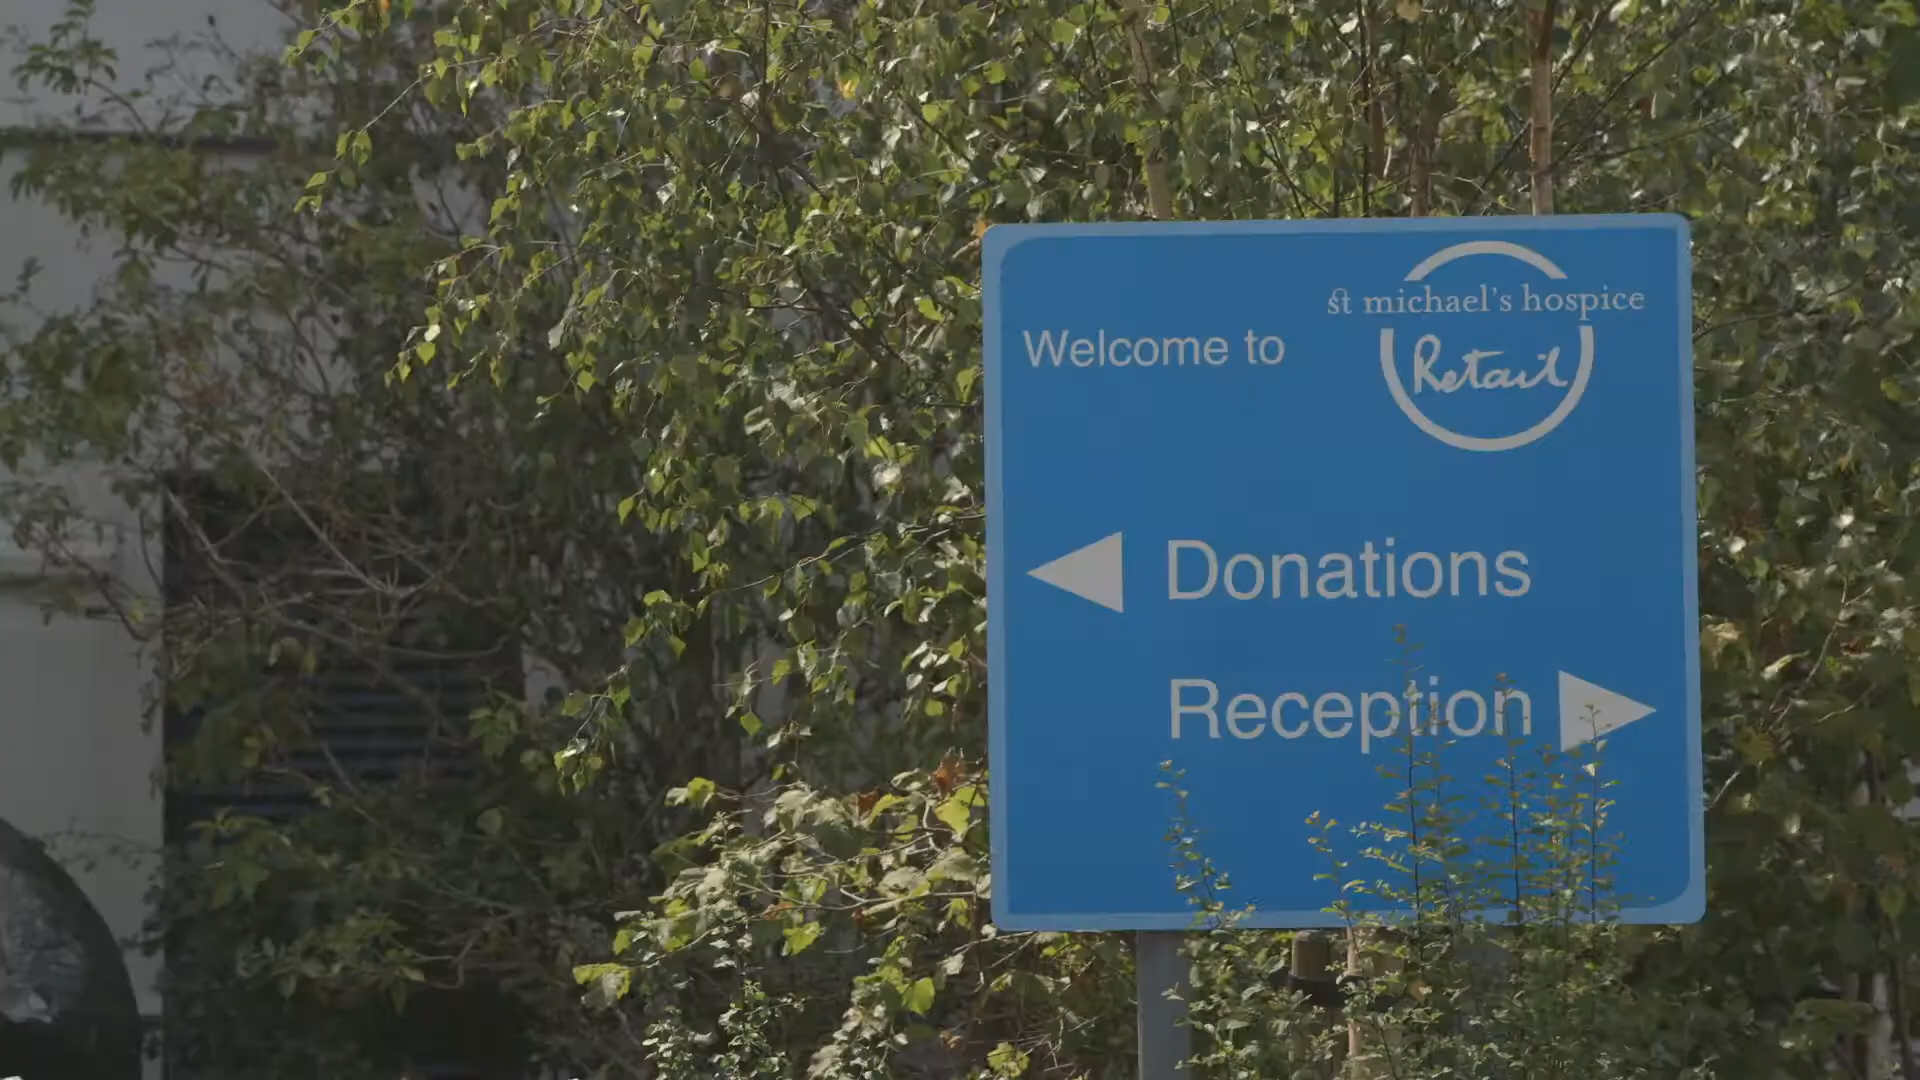 Welcome to
st michael's hospice
Retail
Donations
Reception